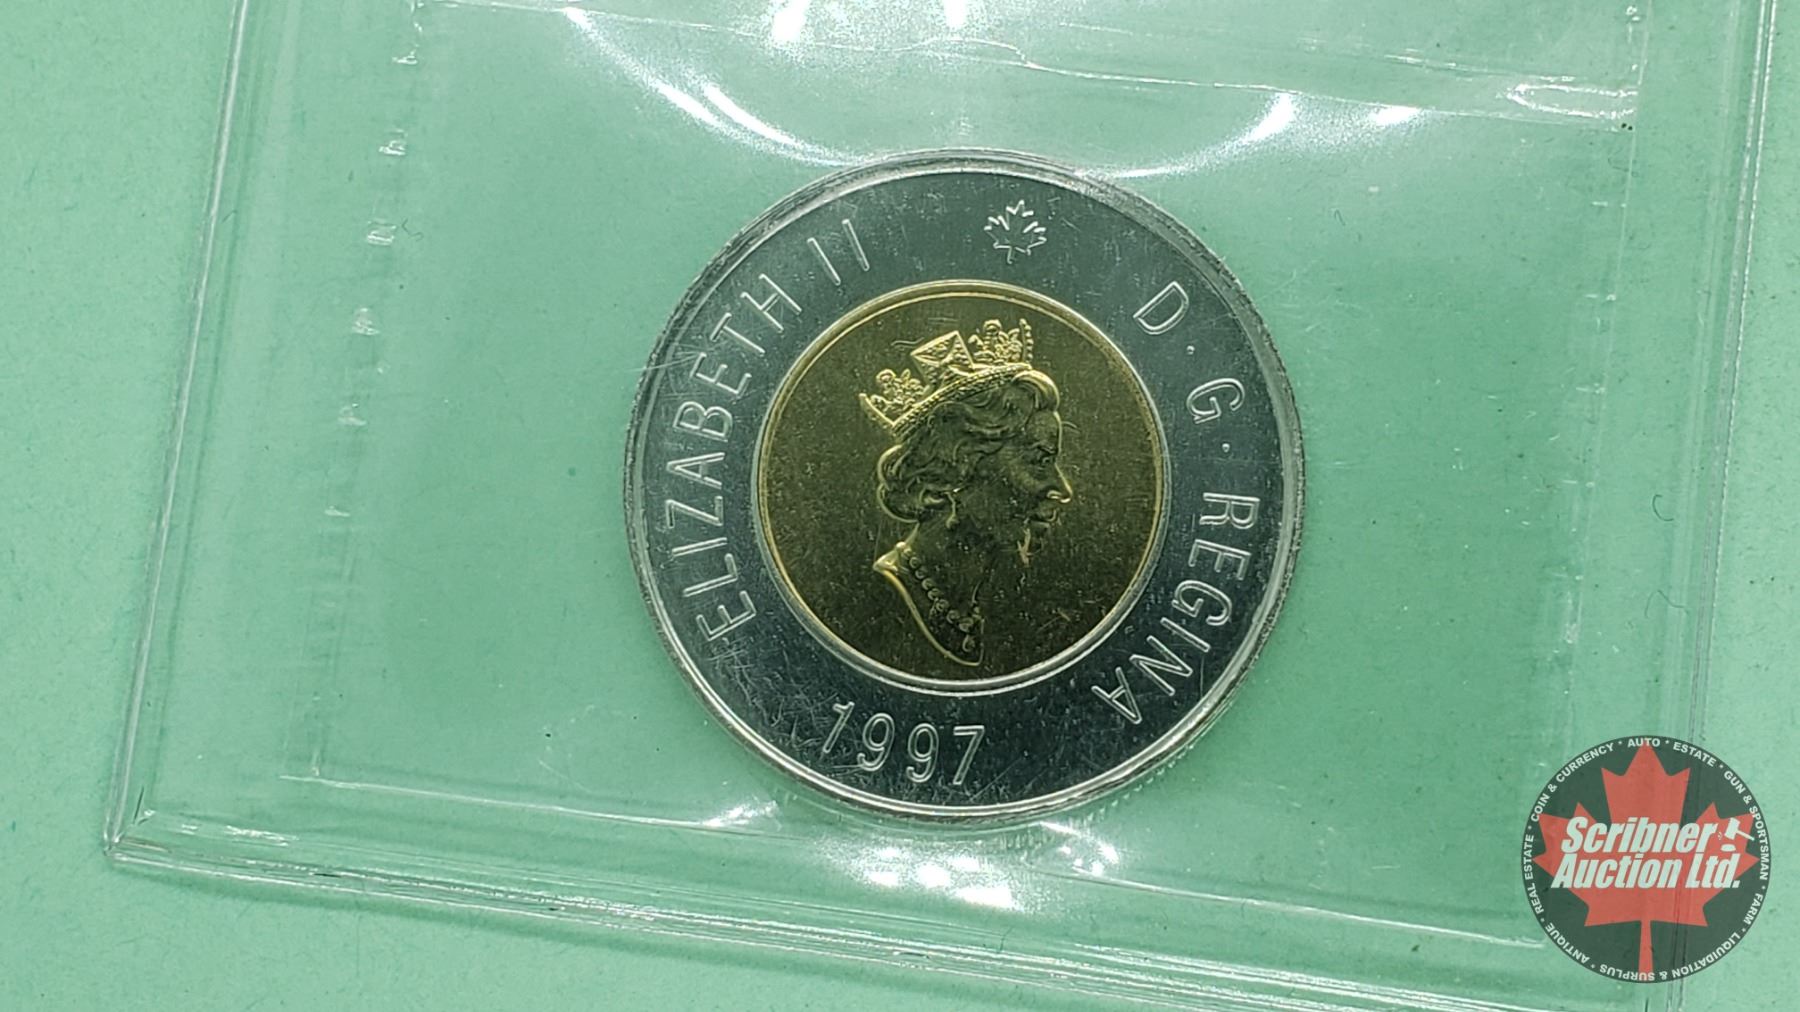 ELIZABETH II D·G·REGINA
1997
COIN & CURRENCY * AUTO * ESTATE * GUN & SPORTSMAN * FARM * LIQUIDATION & SURPLUS * ANTIQUE * REAL ESTATE *
Scribner
Auction Ltd.